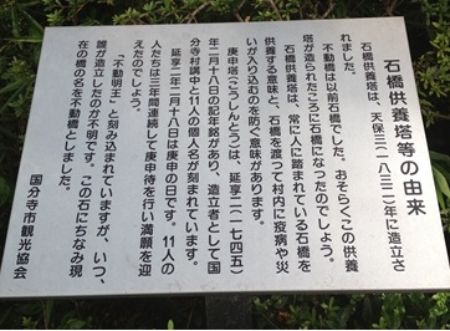 石橋供養塔等の由来
石橋供養塔は、天保三(一八三二)年に造立さ
れました。
不動橋は以前石橋でした。おそらくこの供養
塔が造られたころに石橋になったのでしょう。
石橋供養塔は、常に人に踏まれている石橋を
供養する意味と、石橋を渡って村内に疫病や災
いが入り込むのを防ぐ意味があります。
庚申塔(こうしんとう)は、延享二(一七四五)
年二月十八日の記年銘があり、造立者として国
分寺村講中と11人の個人名が刻まれています。
延享二年二月十八日は庚申の日です。11人の
人たちは三年間連続して庚申待を行い満願を迎
えたのでしょう。
「不動明王」と刻み込まれていますが、いつ、
誰が造立したのか不明です。この石にちなみ現
在の橋の名を不動橋としました。
国分寺市観光協会